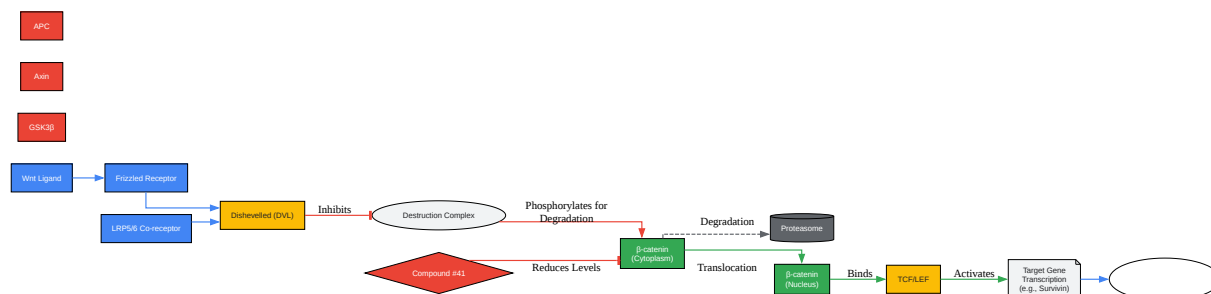 APC
Axin
GSK3β
Wnt Ligand
Frizzled Receptor
LRP5/6 Co-receptor
Dishevelled (DVL)
Inhibits
Destruction Complex
Phosphorylates for
Degradation
Compound #41
Reduces Levels
β-catenin
(Cytoplasm)
Degradation
Proteasome
Translocation
β-catenin
(Nucleus)
Binds
TCF/LEF
Activates
Target Gene
Transcription
(e.g., Survivin)